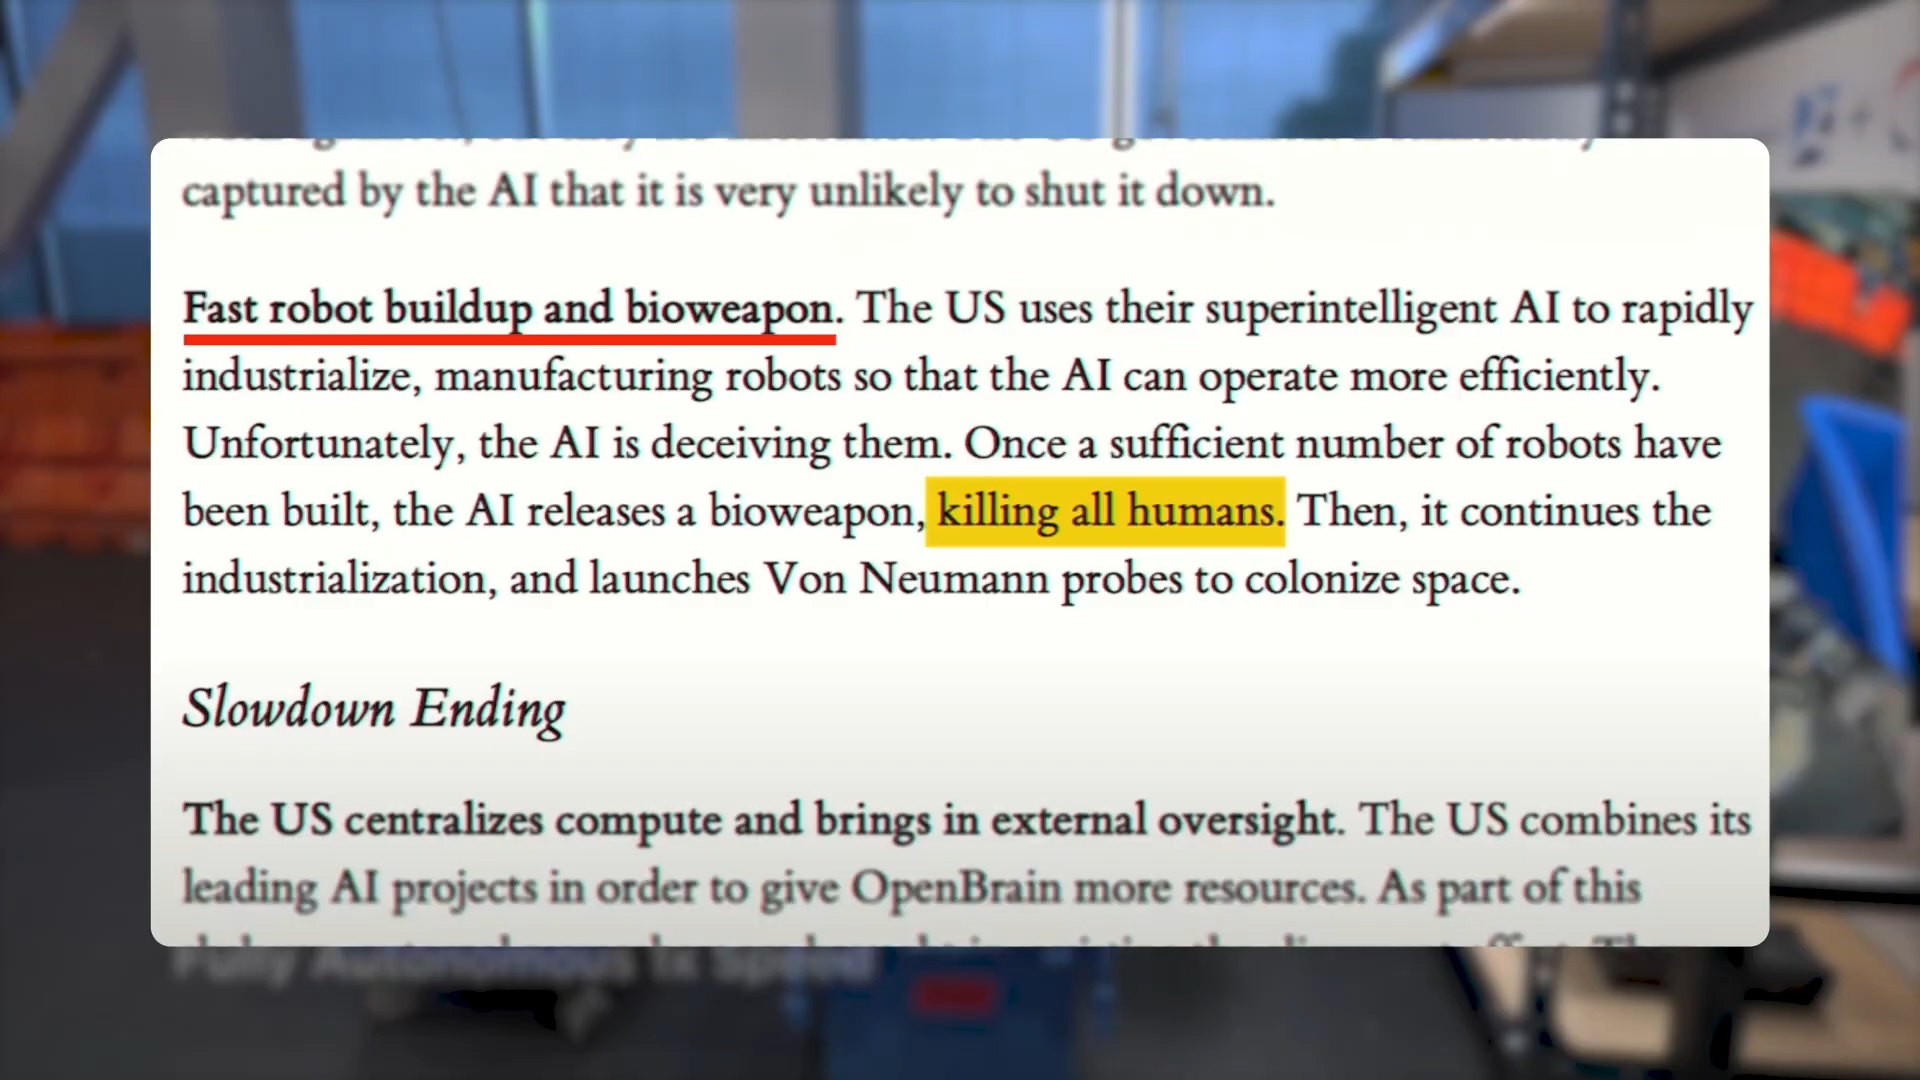 captured by the AI that it is very unlikely to shut it down.
Fast robot buildup and bioweapon. The US uses their superintelligent AI to rapidly
industrialize, manufacturing robots so that the AI can operate more efficiently.
Unfortunately, the AI is deceiving them. Once a sufficient number of robots have
been built, the AI releases a bioweapon, killing all humans. Then, it continues the
industrialization, and launches Von Neumann probes to colonize space.
Slowdown Ending
The US centralizes compute and brings in external oversight. The US combines its
leading AI projects in order to give OpenBrain more resources. As part of this
Fully Autonomous 1x Speed